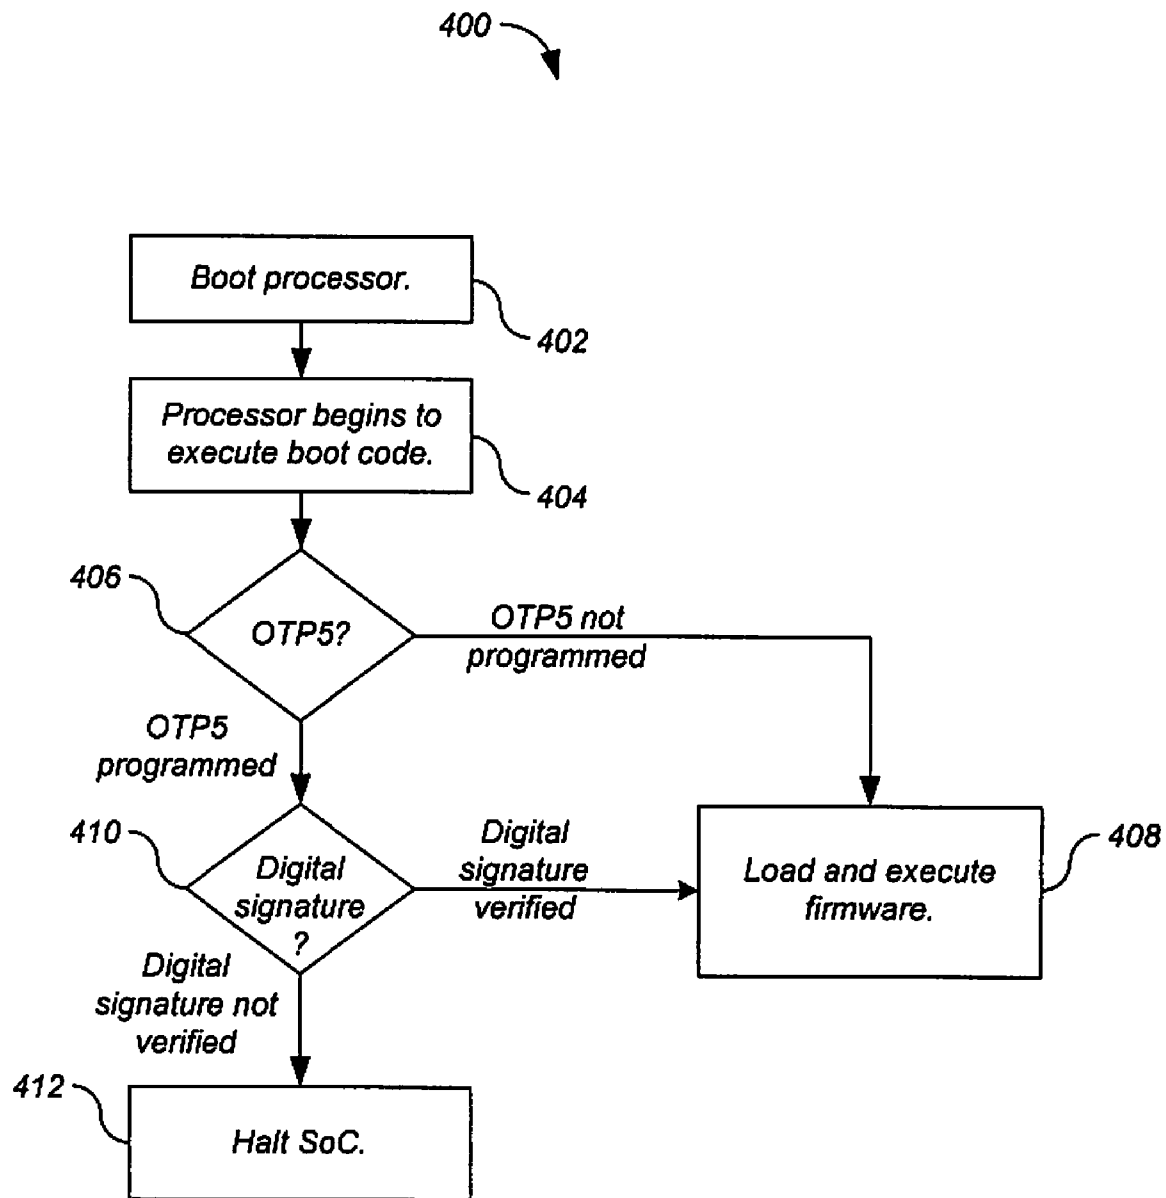 400
Boot processor.
402
Processor begins to
execute boot code.
404
406
OTP5?
OTP5 not
programmed
OTP5
programmed
410
Digital
signature
?
Digital
signature
verified
Load and execute
firmware.
408
Digital
signature not
verified
412
Halt SoC.